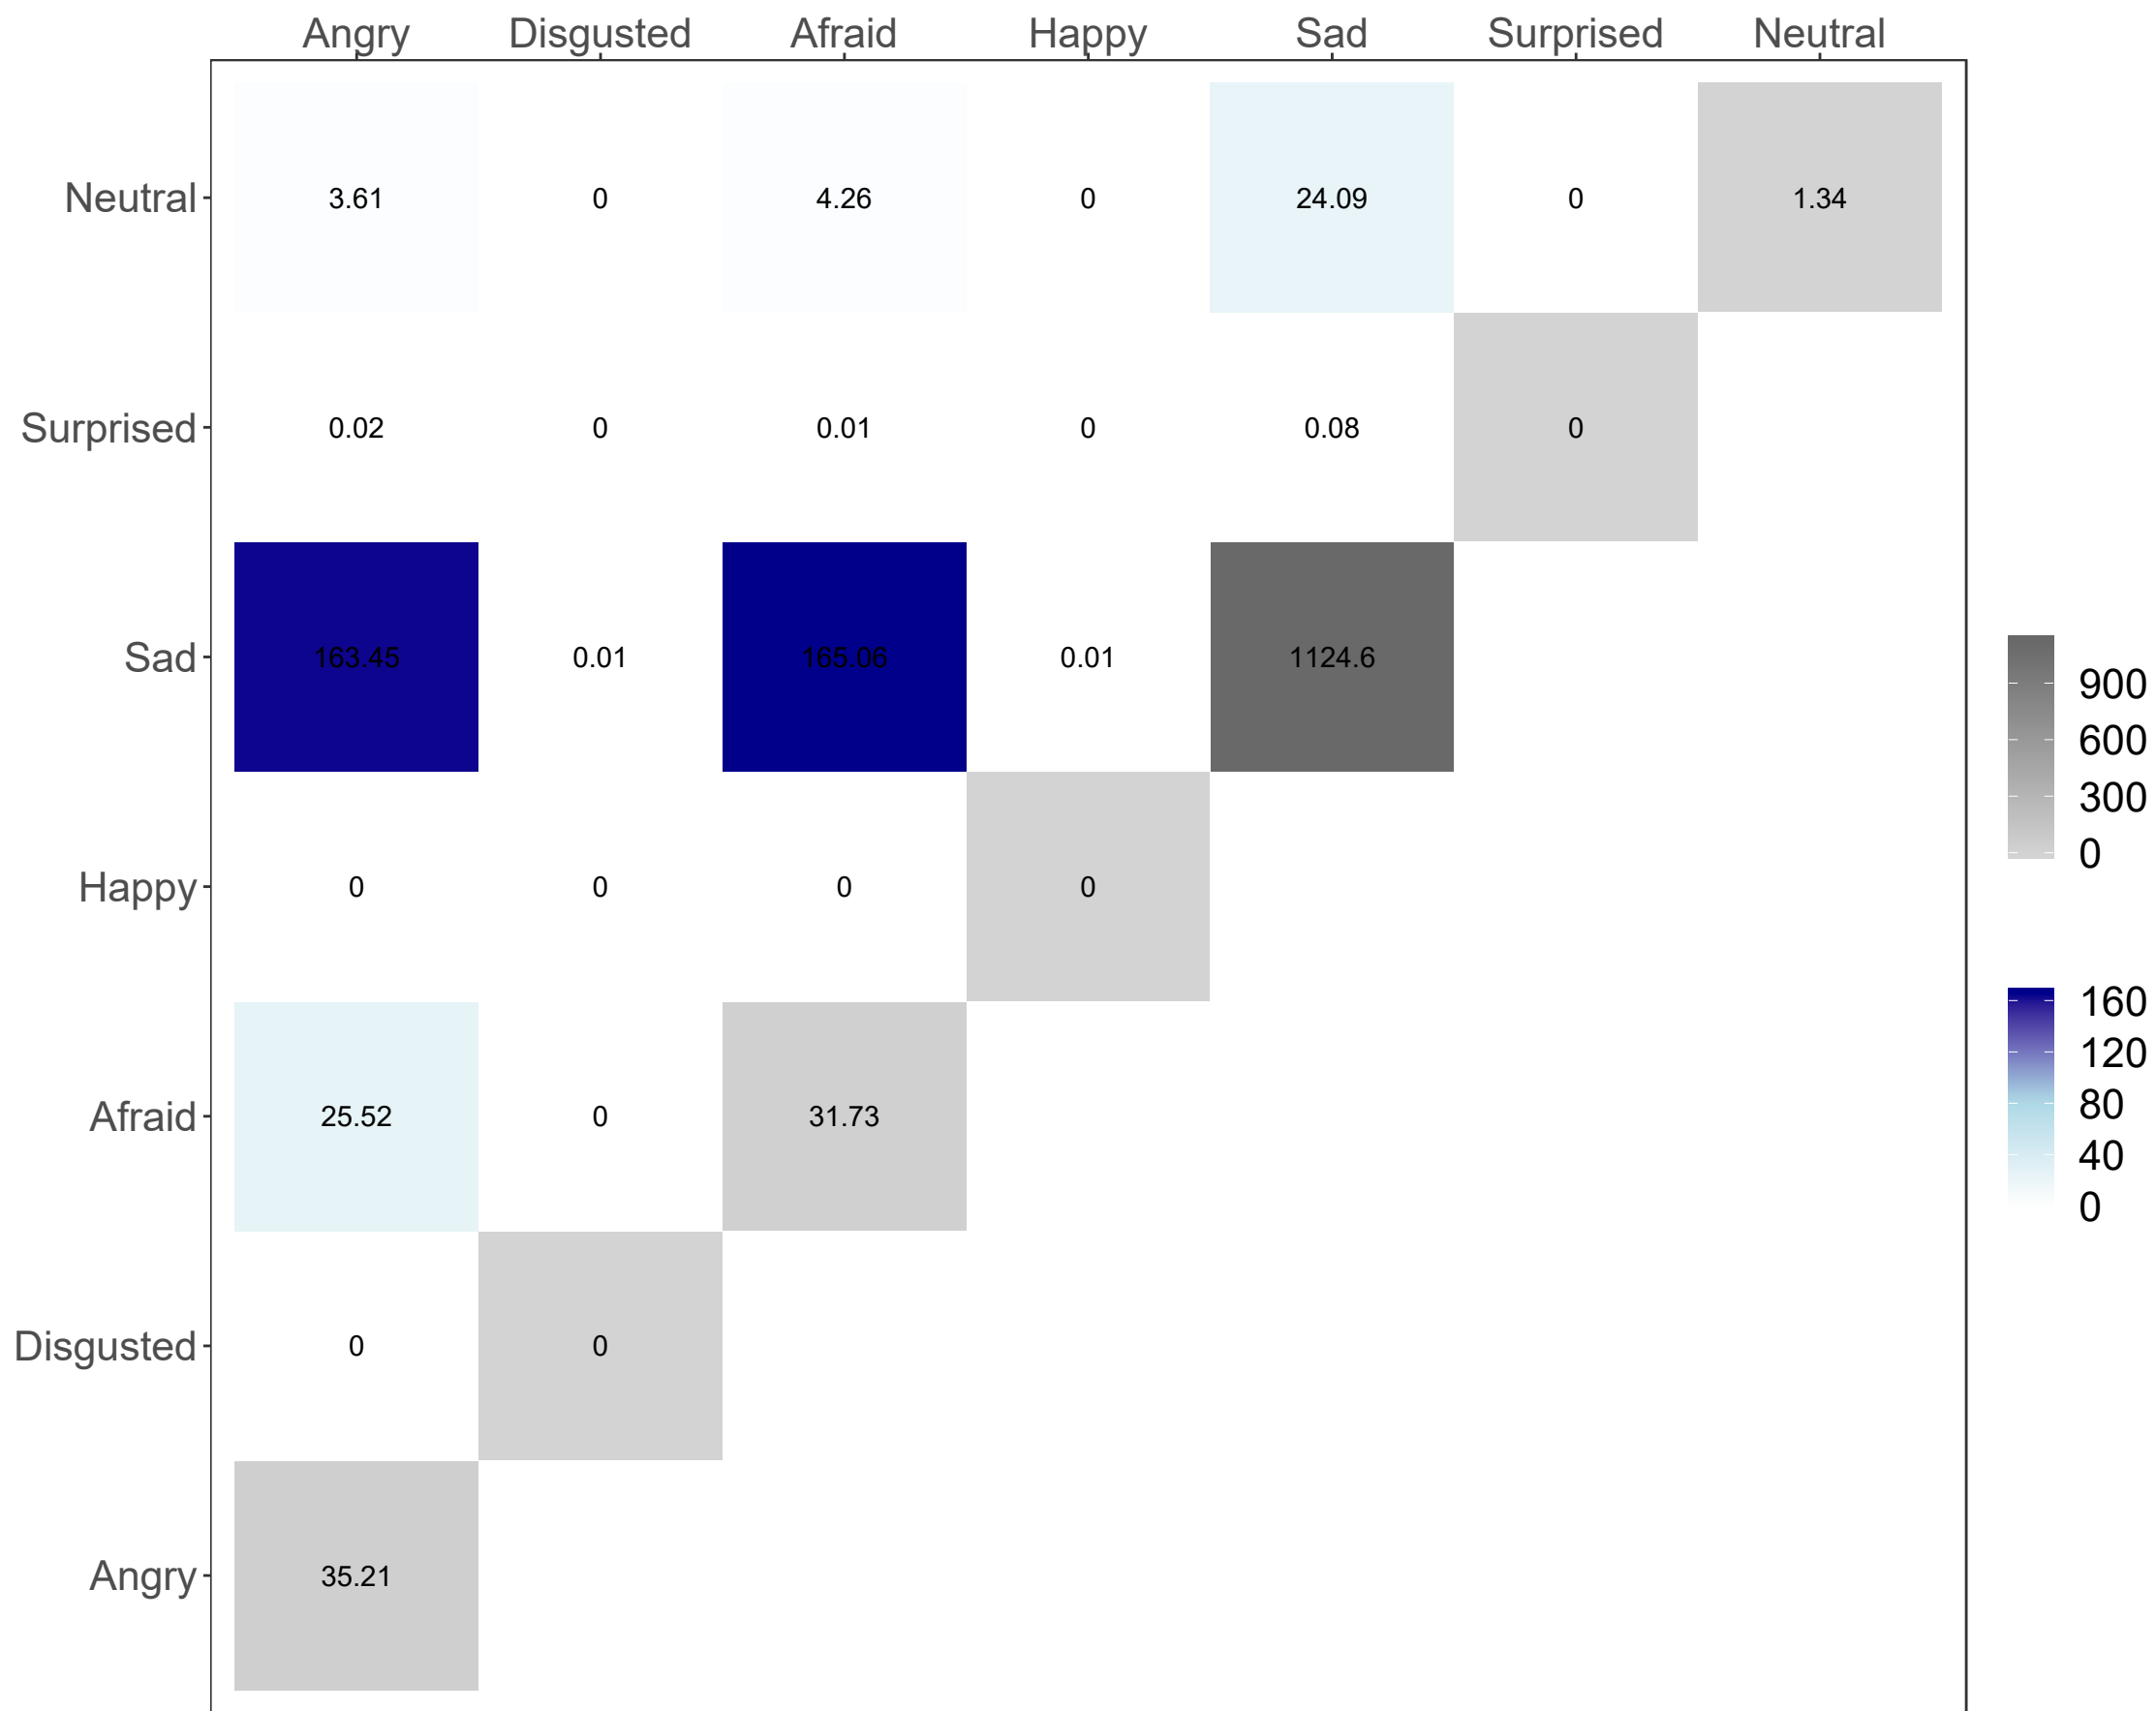 Angry Disgusted Afraid Happy Sad Surprised Neutral
Neutral 3.61 0 4.26 0 24.09 0 1.34
Surprised 0.02 0 0.01 0 0.08 0
Sad 163.45 0.01 165.06 0.01 1124.6
Happy 0 0 0 0
Afraid 25.52 0 31.73
Disgusted 0 0
Angry 35.21
900
600
300
0
160
120
80
40
0